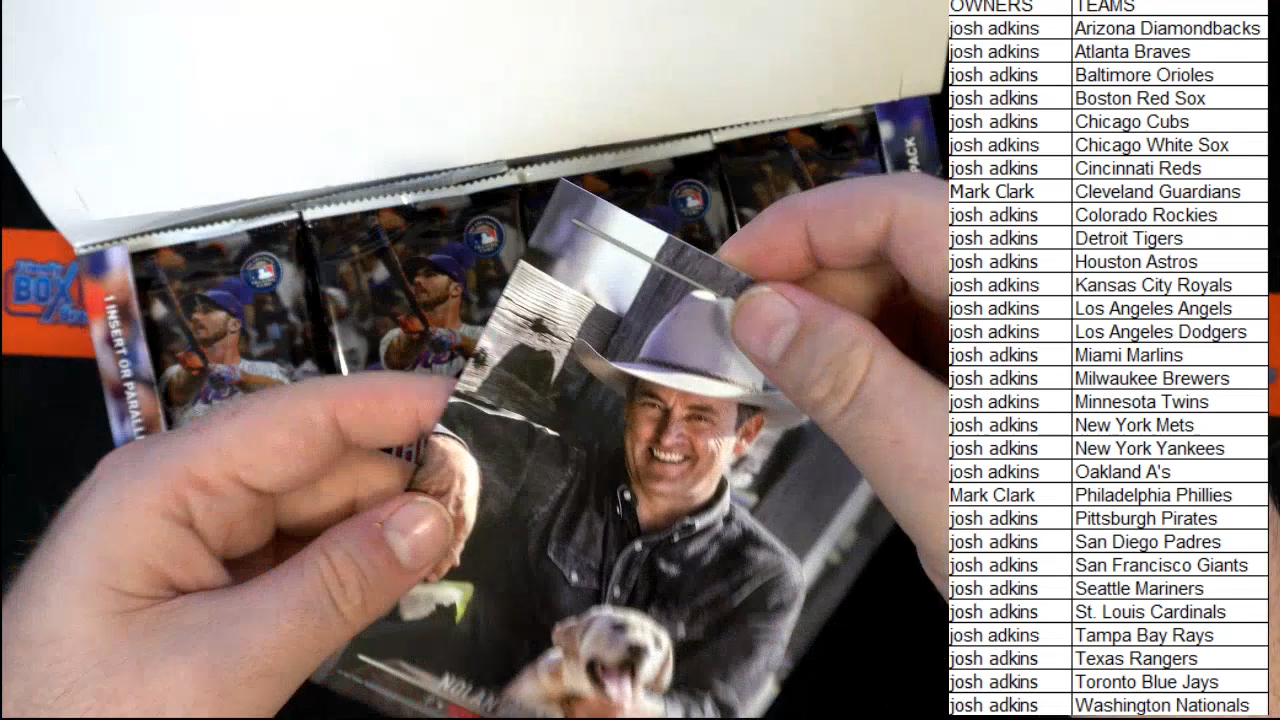 OWNERS TEAMS
josh adkins Arizona Diamondbacks
josh adkins Atlanta Braves
josh adkins Baltimore Orioles
josh adkins Boston Red Sox
josh adkins Chicago Cubs
josh adkins Chicago White Sox
josh adkins Cincinnati Reds
Mark Clark Cleveland Guardians
josh adkins Colorado Rockies
josh adkins Detroit Tigers
josh adkins Houston Astros
josh adkins Kansas City Royals
josh adkins Los Angeles Angels
josh adkins Los Angeles Dodgers
josh adkins Miami Marlins
josh adkins Milwaukee Brewers
josh adkins Minnesota Twins
josh adkins New York Mets
josh adkins New York Yankees
josh adkins Oakland A's
Mark Clark Philadelphia Phillies
josh adkins Pittsburgh Pirates
josh adkins San Diego Padres
josh adkins San Francisco Giants
josh adkins Seattle Mariners
josh adkins St. Louis Cardinals
josh adkins Tampa Bay Rays
josh adkins Texas Rangers
josh adkins Toronto Blue Jays
josh adkins Washington Nationals
PACK
BOX
1 INSERT OR PARALL
NOLAN